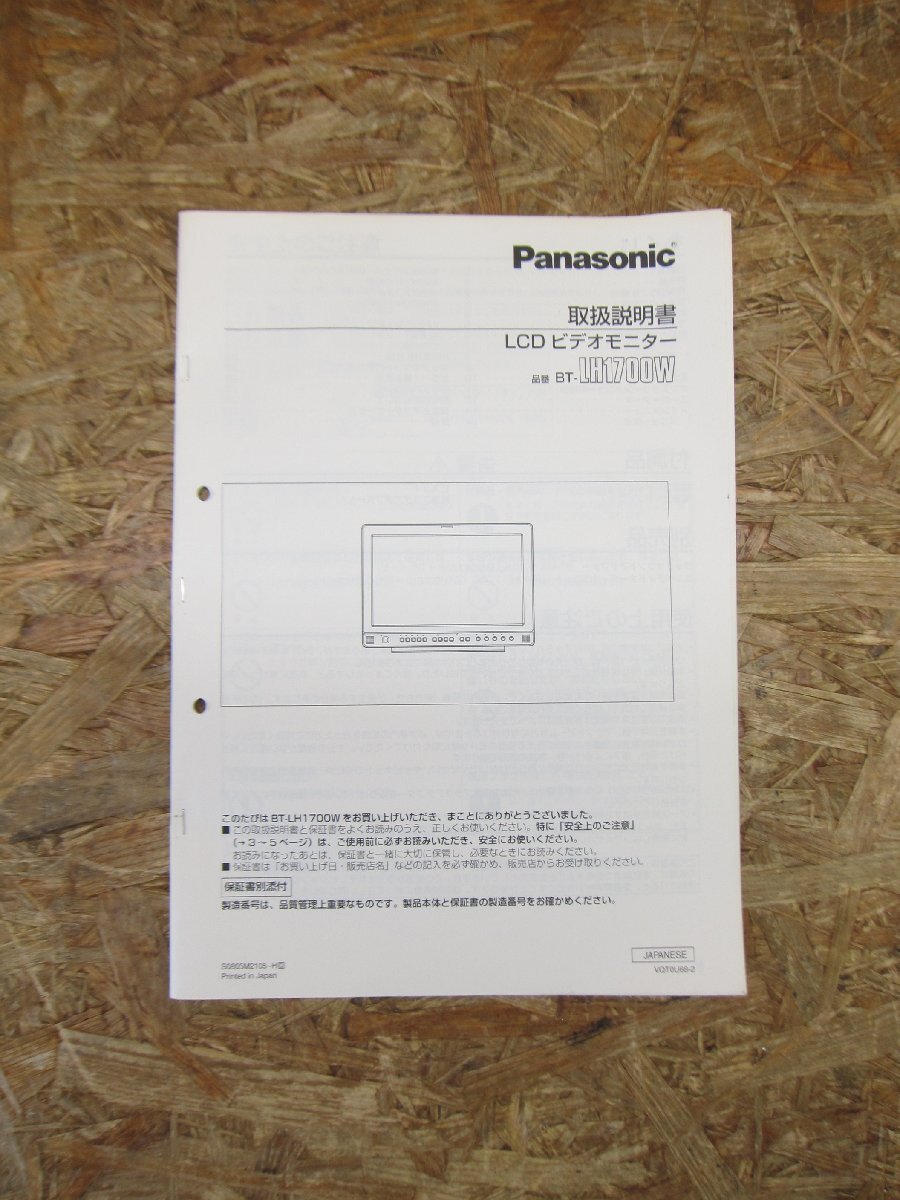 Panasonic®
取扱説明書
LCD ビデオモニター
品番 BT-LH1700W
このたびは BT-LH1700W をお買い上げいただき、まことにありがとうございました。
■ この取扱説明書と保証書をよくお読みのうえ、正しくお使いください。特に「安全上のご注意」
(→3～5ページ) は、ご使用前に必ずお読みいただき、安全にお使いください。
お読みになったあとは、保証書と一緒に大切に保管し、必要なときにお読みください。
■ 保証書は「お買い上げ日・販売店名」などの記入を必ず確かめ、販売店からお受け取りください。
保証書別添付
製造番号は、品質管理上重要なものです。製品本体と保証書の製造番号をお確かめください。
JAPANESE
Printed in Japan
VQT0U68-2